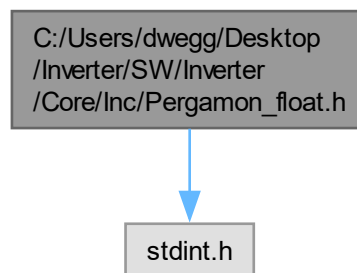 C:/Users/dwegg/Desktop
/Inverter/SW/Inverter
/Core/Inc/Pergamon_float.h
stdint.h